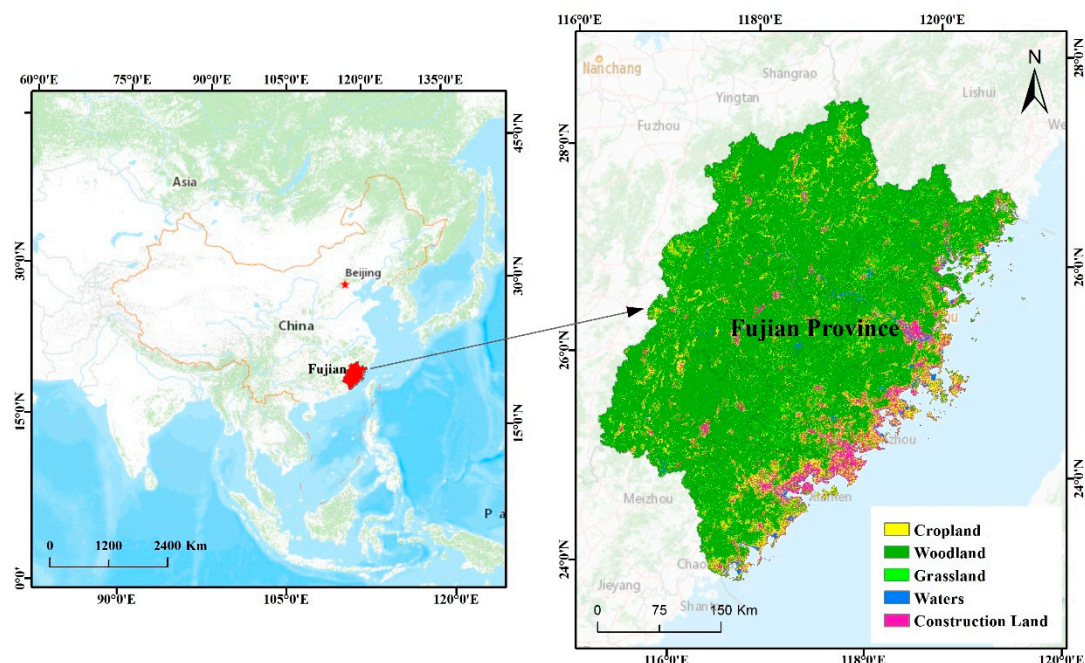 60°0'E
75°0'E
90°0'E
105°0'E
120°0'E
135°0'E
45°0'N
30°0'N
15°0'N
0°0'
30°0'N
15°0'N
90°0'E
105°0'E
120°0'E
Asia
Beijing
China
Fujian
P a
0 1200 2400 Km
116°0'E
118°0'E
120°0'E
28°0'N
26°0'N
24°0'N
28°0'N
26°0'N
24°0'N
116°0'E
118°0'E
120°0'E
N
Nanchang
Shangrao
Yingtan
Lishui
We
Fuzhou
Fujian Province
Meizhou
Jieyang
Xiamen
Cropland
Woodland
Grassland
Waters
Construction Land
0 75 150 Km